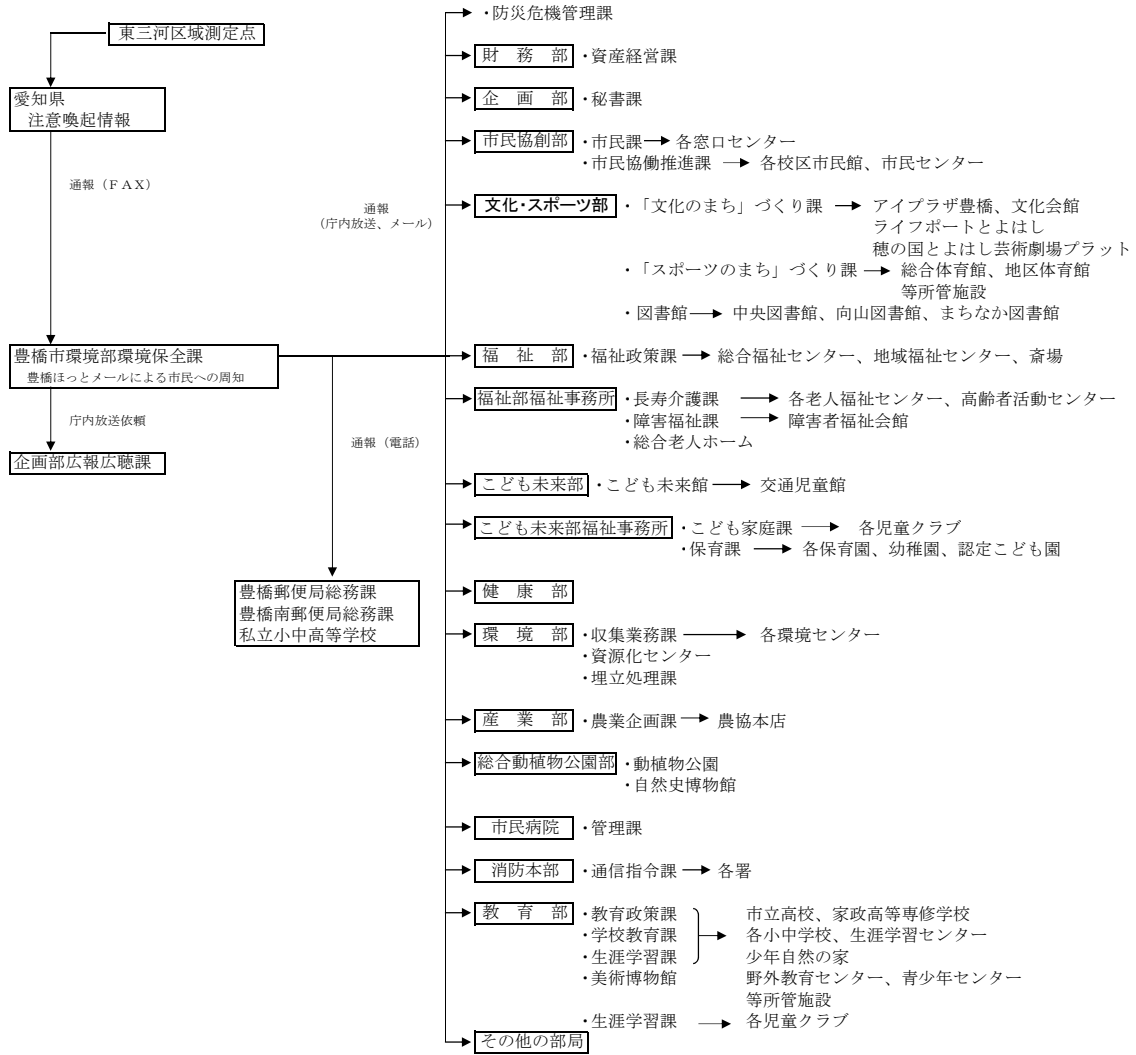 東三河区域測定点
愛知県
注意喚起情報
通報（ＦＡＸ）
豊橋市環境部環境保全課
豊橋ほっとメールによる市民への周知
庁内放送依頼
企画部広報広聴課
通報（電話）
豊橋郵便局総務課
豊橋南郵便局総務課
私立小中高等学校
通報
（庁内放送、メール）
・防災危機管理課
財　務　部 ・資産経営課
企　画　部 ・秘書課
市民協創部 ・市民課 → 各窓口センター
・市民協働推進課 → 各校区市民館、市民センター
文化・スポーツ部 ・「文化のまち」づくり課 → アイプラザ豊橋、文化会館
ライフポートとよはし
穂の国とよはし芸術劇場プラット
・「スポーツのまち」づくり課 → 総合体育館、地区体育館
等所管施設
・図書館 → 中央図書館、向山図書館、まちなか図書館
福　祉　部 ・福祉政策課 → 総合福祉センター、地域福祉センター、斎場
福祉部福祉事務所 ・長寿介護課 → 各老人福祉センター、高齢者活動センター
・障害福祉課 → 障害者福祉会館
・総合老人ホーム
こども未来部 ・こども未来館 → 交通児童館
こども未来部福祉事務所 ・こども家庭課 → 各児童クラブ
・保育課 → 各保育園、幼稚園、認定こども園
健　康　部
環　境　部 ・収集業務課 → 各環境センター
・資源化センター
・埋立処理課
産　業　部 ・農業企画課 → 農協本店
総合動植物公園部 ・動植物公園
・自然史博物館
市民病院 ・管理課
消防本部 ・通信指令課 → 各署
教　育　部 ・教育政策課 市立高校、家政高等専修学校
・学校教育課 → 各小中学校、生涯学習センター
・生涯学習課 少年自然の家
・美術博物館 野外教育センター、青少年センター
等所管施設
・生涯学習課 → 各児童クラブ
その他の部局